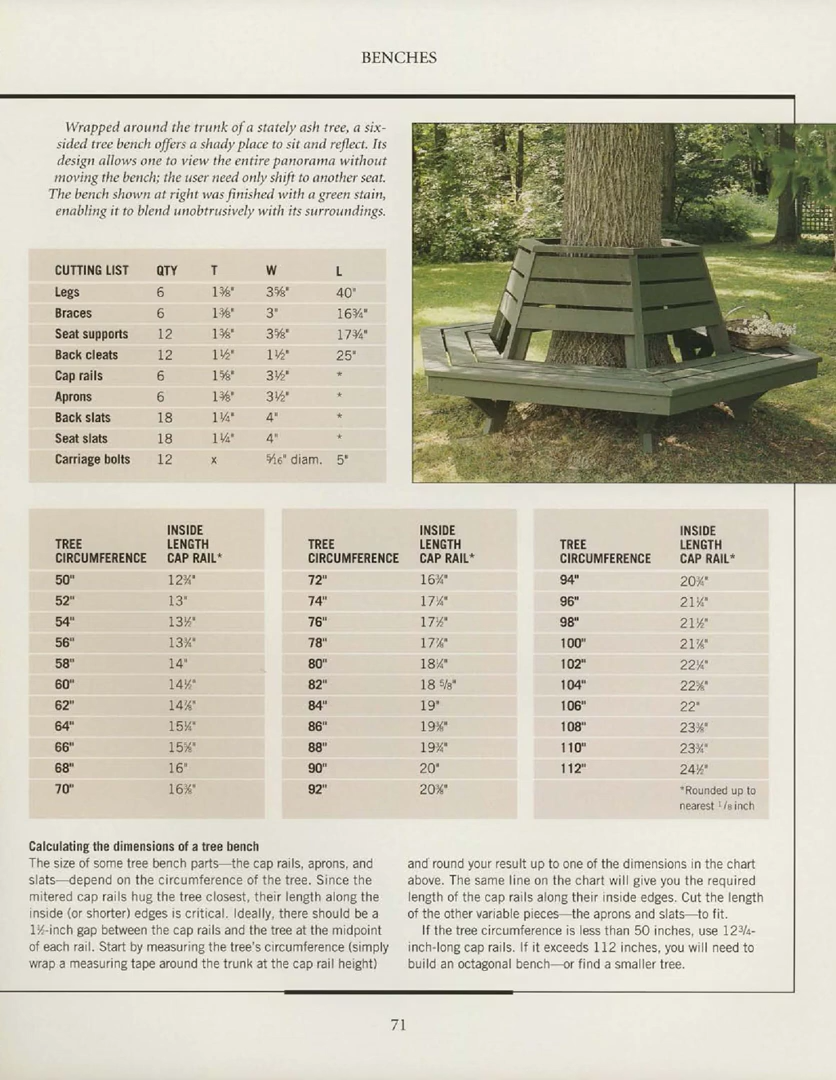 BENCHES
Wrapped around the trunk of a stately ash tree, a six-
sided tree bench offers a shady place to sit and reflect. Its
design allows one to view the entire panorama without
moving the bench; the user need only shift to another seat.
The bench shown at right was finished with a green stain,
enabling it to blend unobtrusively with its surroundings.
CUTTING LIST QTY T W L
Legs 6 1⅜" 3⅝" 40"
Braces 6 1⅜" 3" 16¾"
Seat supports 12 1⅜" 3⅝" 17¾"
Back cleats 12 1½" 1½" 25"
Cap rails 6 1⅝" 3½" *
Aprons 6 1⅜" 3½" *
Back slats 18 1¼" 4" *
Seat slats 18 1¼" 4" *
Carriage bolts 12 x 5⁄16" diam. 5"
TREE CIRCUMFERENCE INSIDE LENGTH CAP RAIL*
50" 12¾"
52" 13"
54" 13½"
56" 13¾"
58" 14"
60" 14½"
62" 14⅞"
64" 15¼"
66" 15⅝"
68" 16"
70" 16⅜"
TREE CIRCUMFERENCE INSIDE LENGTH CAP RAIL*
72" 16¾"
74" 17¼"
76" 17½"
78" 17⅞"
80" 18¼"
82" 18 5/8"
84" 19"
86" 19⅜"
88" 19¾"
90" 20"
92" 20⅜"
TREE CIRCUMFERENCE INSIDE LENGTH CAP RAIL*
94" 20¾"
96" 21¼"
98" 21½"
100" 21⅞"
102" 22¼"
104" 22⅝"
106" 22"
108" 23⅜"
110" 23¾"
112" 24½"
*Rounded up to
nearest 1/8 inch
Calculating the dimensions of a tree bench
The size of some tree bench parts—the cap rails, aprons, and
slats—depend on the circumference of the tree. Since the
mitered cap rails hug the tree closest, their length along the
inside (or shorter) edges is critical. Ideally, there should be a
1½-inch gap between the cap rails and the tree at the midpoint
of each rail. Start by measuring the tree's circumference (simply
wrap a measuring tape around the trunk at the cap rail height)
and round your result up to one of the dimensions in the chart
above. The same line on the chart will give you the required
length of the cap rails along their inside edges. Cut the length
of the other variable pieces—the aprons and slats—to fit.
If the tree circumference is less than 50 inches, use 12¾-
inch-long cap rails. If it exceeds 112 inches, you will need to
build an octagonal bench—or find a smaller tree.
71